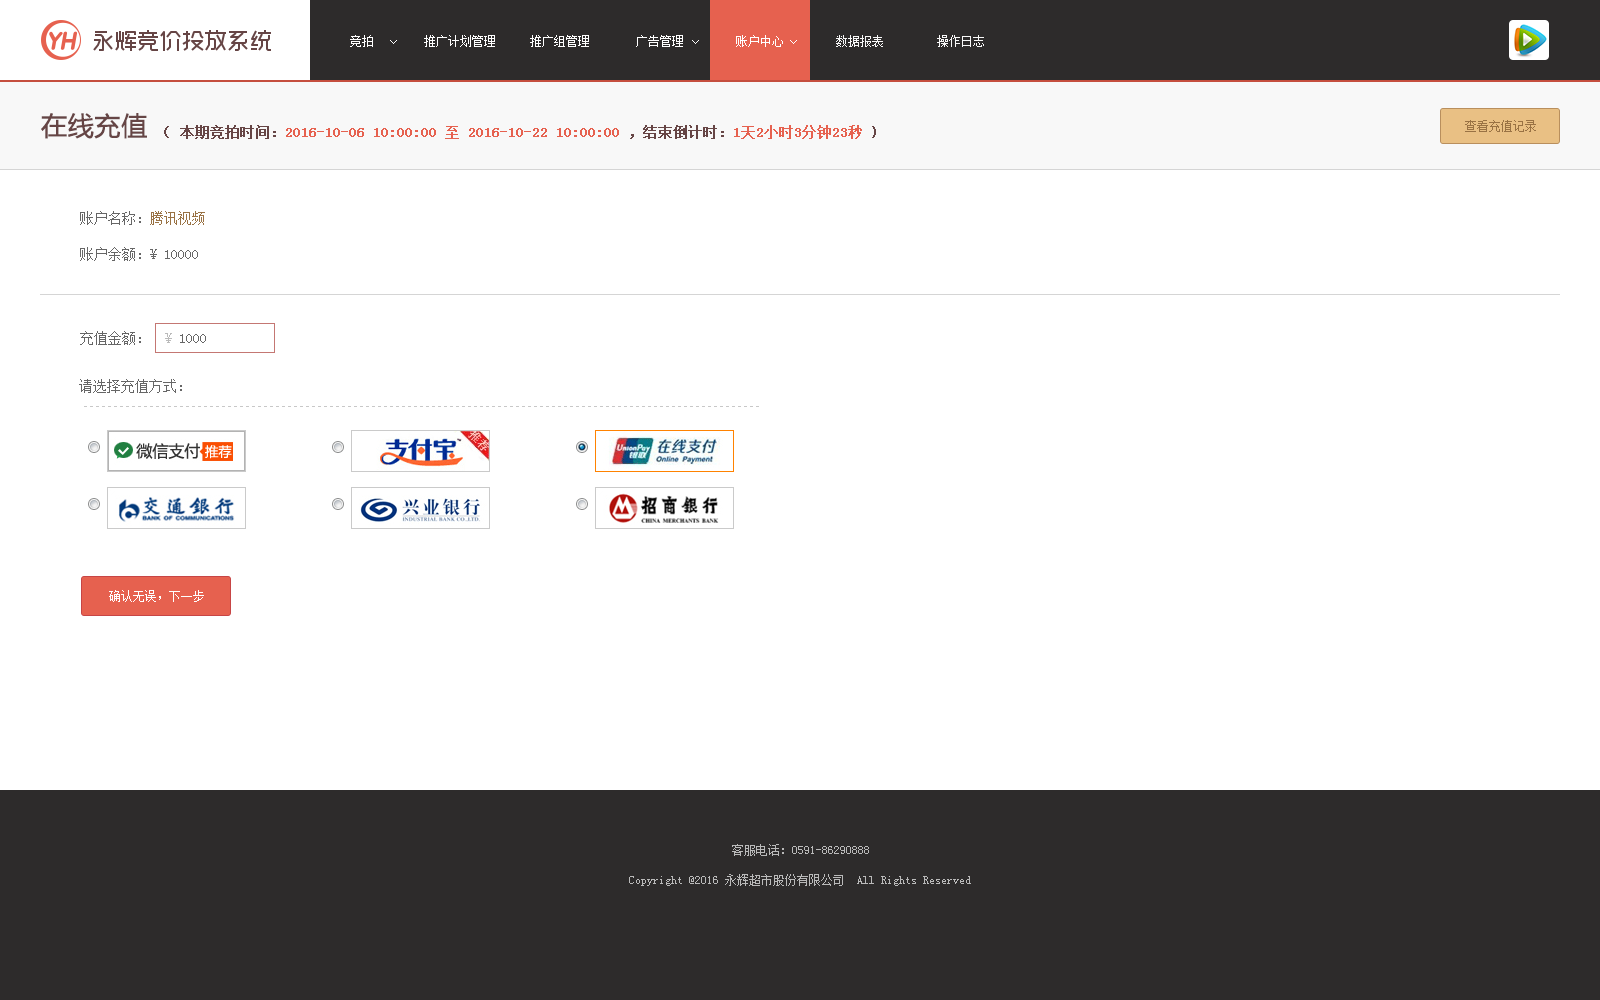 YH 永辉竞价投放系统
竞拍 推广计划管理 推广组管理 广告管理 账户中心 数据报表 操作日志
在线充值 ( 本期竞拍时间：2016-10-06 10:00:00 至 2016-10-22 10:00:00 ，结束倒计时：1天2小时3分钟23秒 )
查看充值记录
账户名称：腾讯视频
账户余额：¥ 10000
充值金额： ¥ 1000
请选择充值方式：
微信支付 推荐
支付宝 推荐
UnionPay 银联 在线支付 Online Payment
交通银行 BANK OF COMMUNICATIONS
兴业银行 INDUSTRIAL BANK CO.,LTD.
招商银行 CHINA MERCHANTS BANK
确认无误，下一步
客服电话：0591-86290888
Copyright @2016 永辉超市股份有限公司 All Rights Reserved